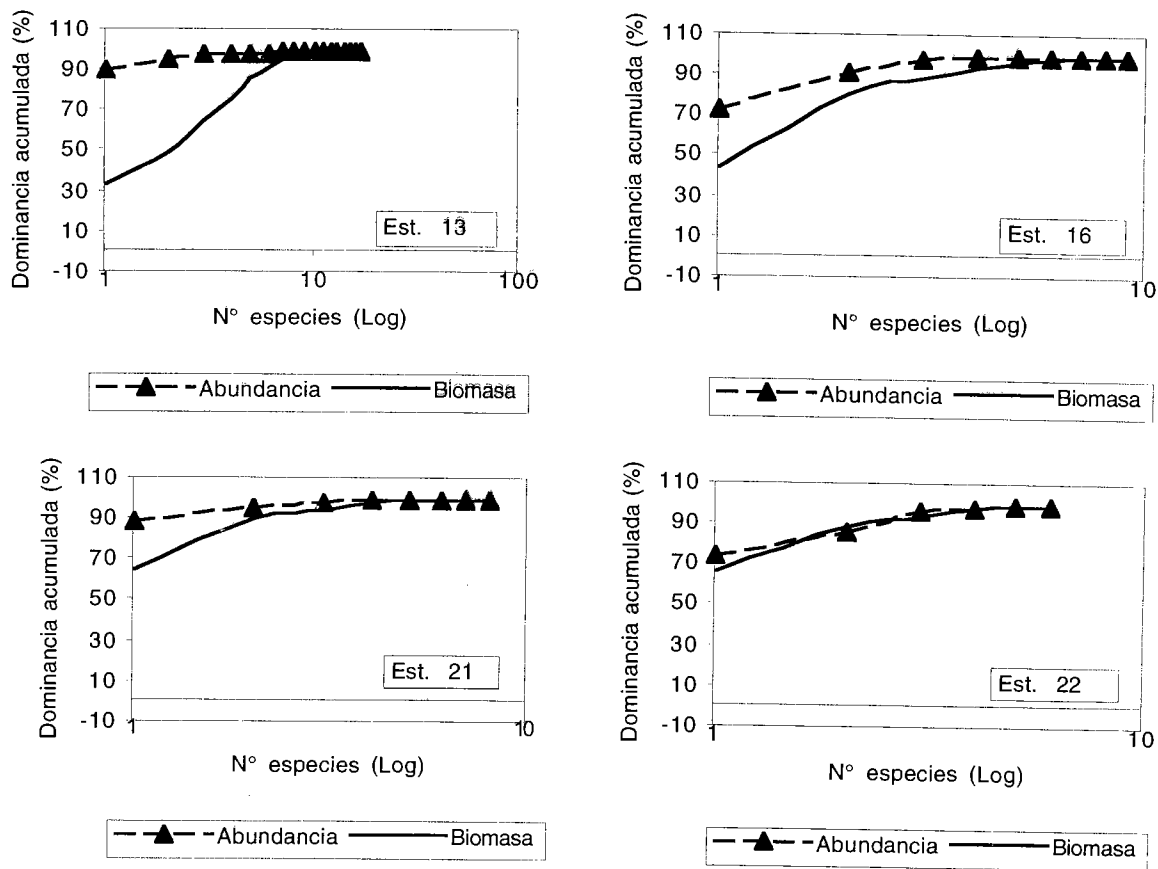 Dominancia acumulada (%)
110
90
70
50
30
10
-10
1
10
100
Est. 13
N° especies (Log)
Abundancia
Biomasa
Dominancia acumulada (%)
110
90
70
50
30
10
-10
1
10
Est. 16
N° especies (Log)
Abundancia
Biomasa
Dominancia acumulada (%)
110
90
70
50
30
10
-10
1
10
Est. 21
N° especies (Log)
Abundancia
Biomasa
Dominancia acumulada (%)
110
90
70
50
30
10
-10
1
10
Est. 22
N° especies (Log)
Abundancia
Biomasa